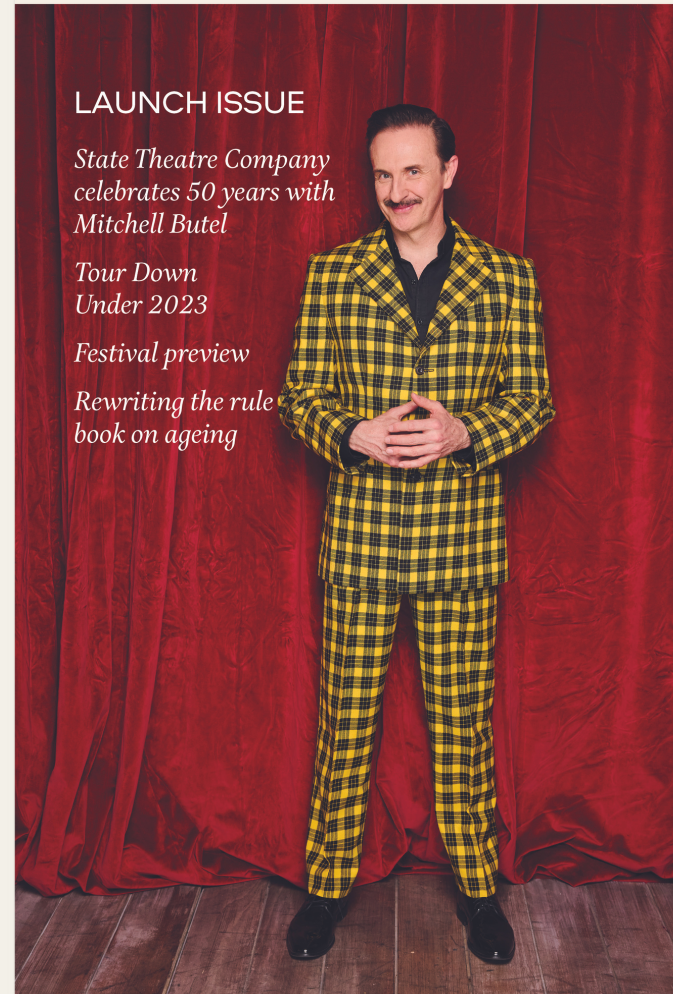 LAUNCH ISSUE
State Theatre Company
celebrates 50 years with
Mitchell Butel
Tour Down
Under 2023
Festival preview
Rewriting the rule
book on ageing